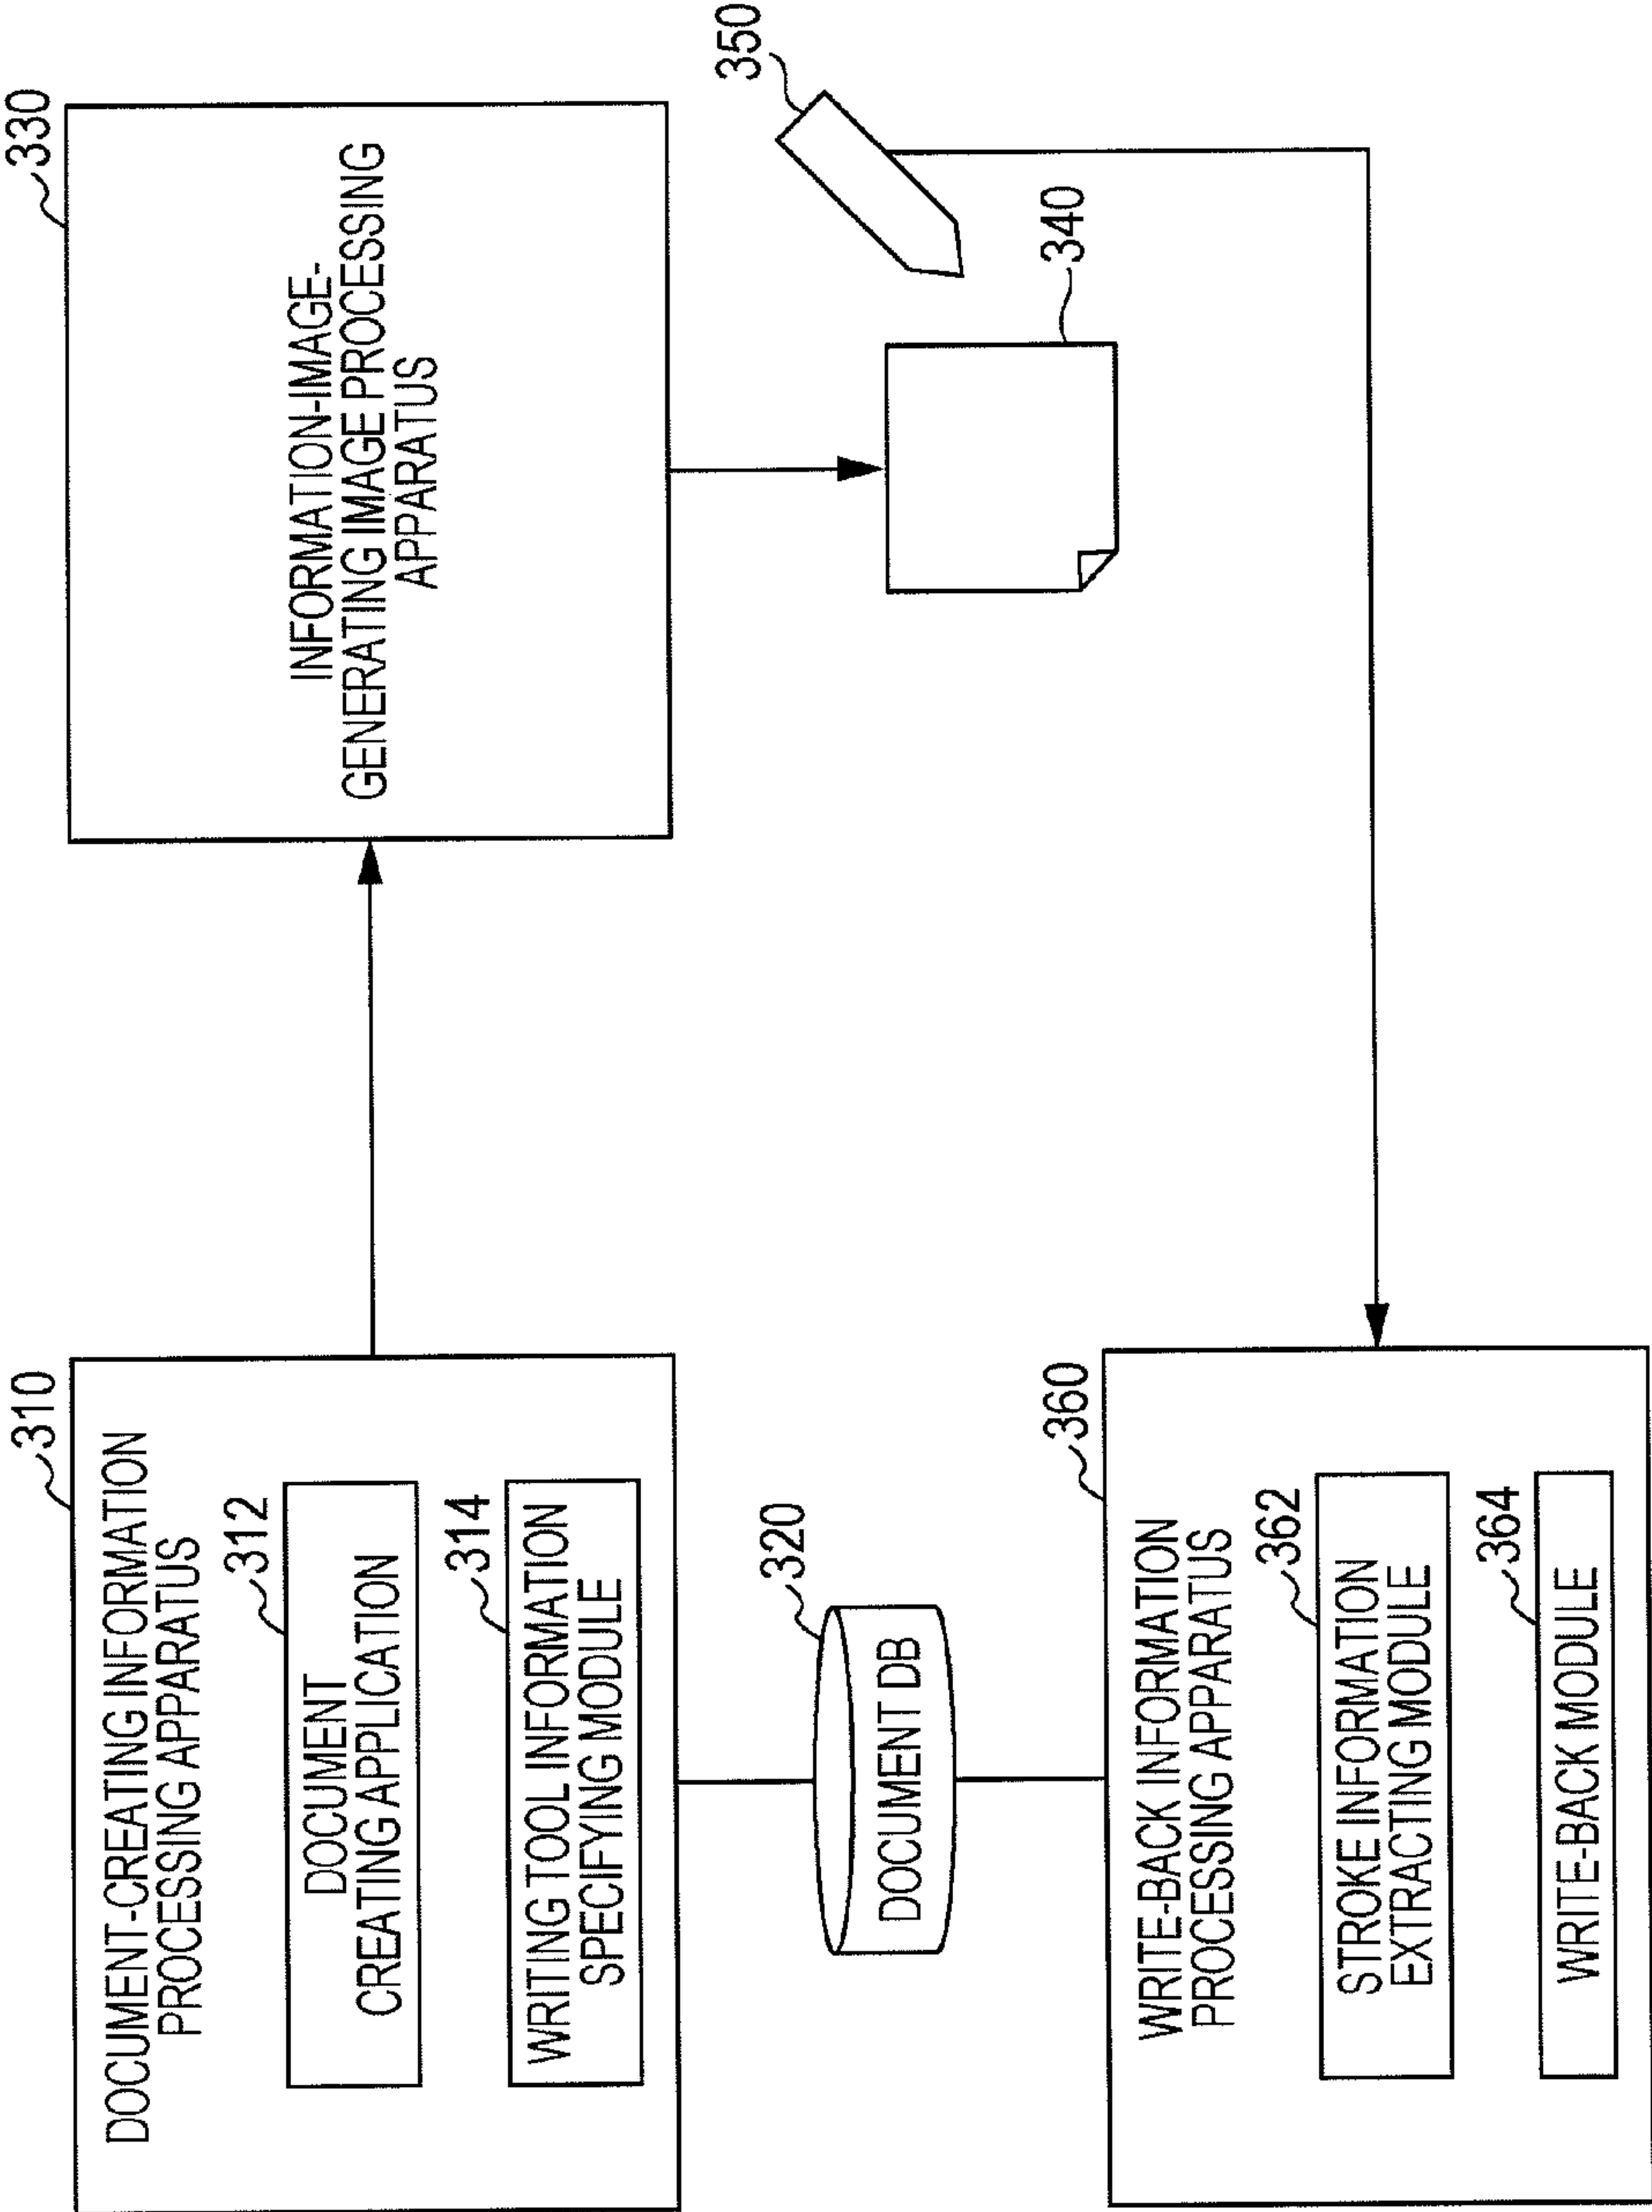 310
DOCUMENT-CREATING INFORMATION
PROCESSING APPARATUS
312
DOCUMENT
CREATING APPLICATION
314
WRITING TOOL INFORMATION
SPECIFYING MODULE
320
DOCUMENT DB
360
WRITE-BACK INFORMATION
PROCESSING APPARATUS
362
STROKE INFORMATION
EXTRACTING MODULE
364
WRITE-BACK MODULE
330
INFORMATION-IMAGE-
GENERATING IMAGE PROCESSING
APPARATUS
350
340